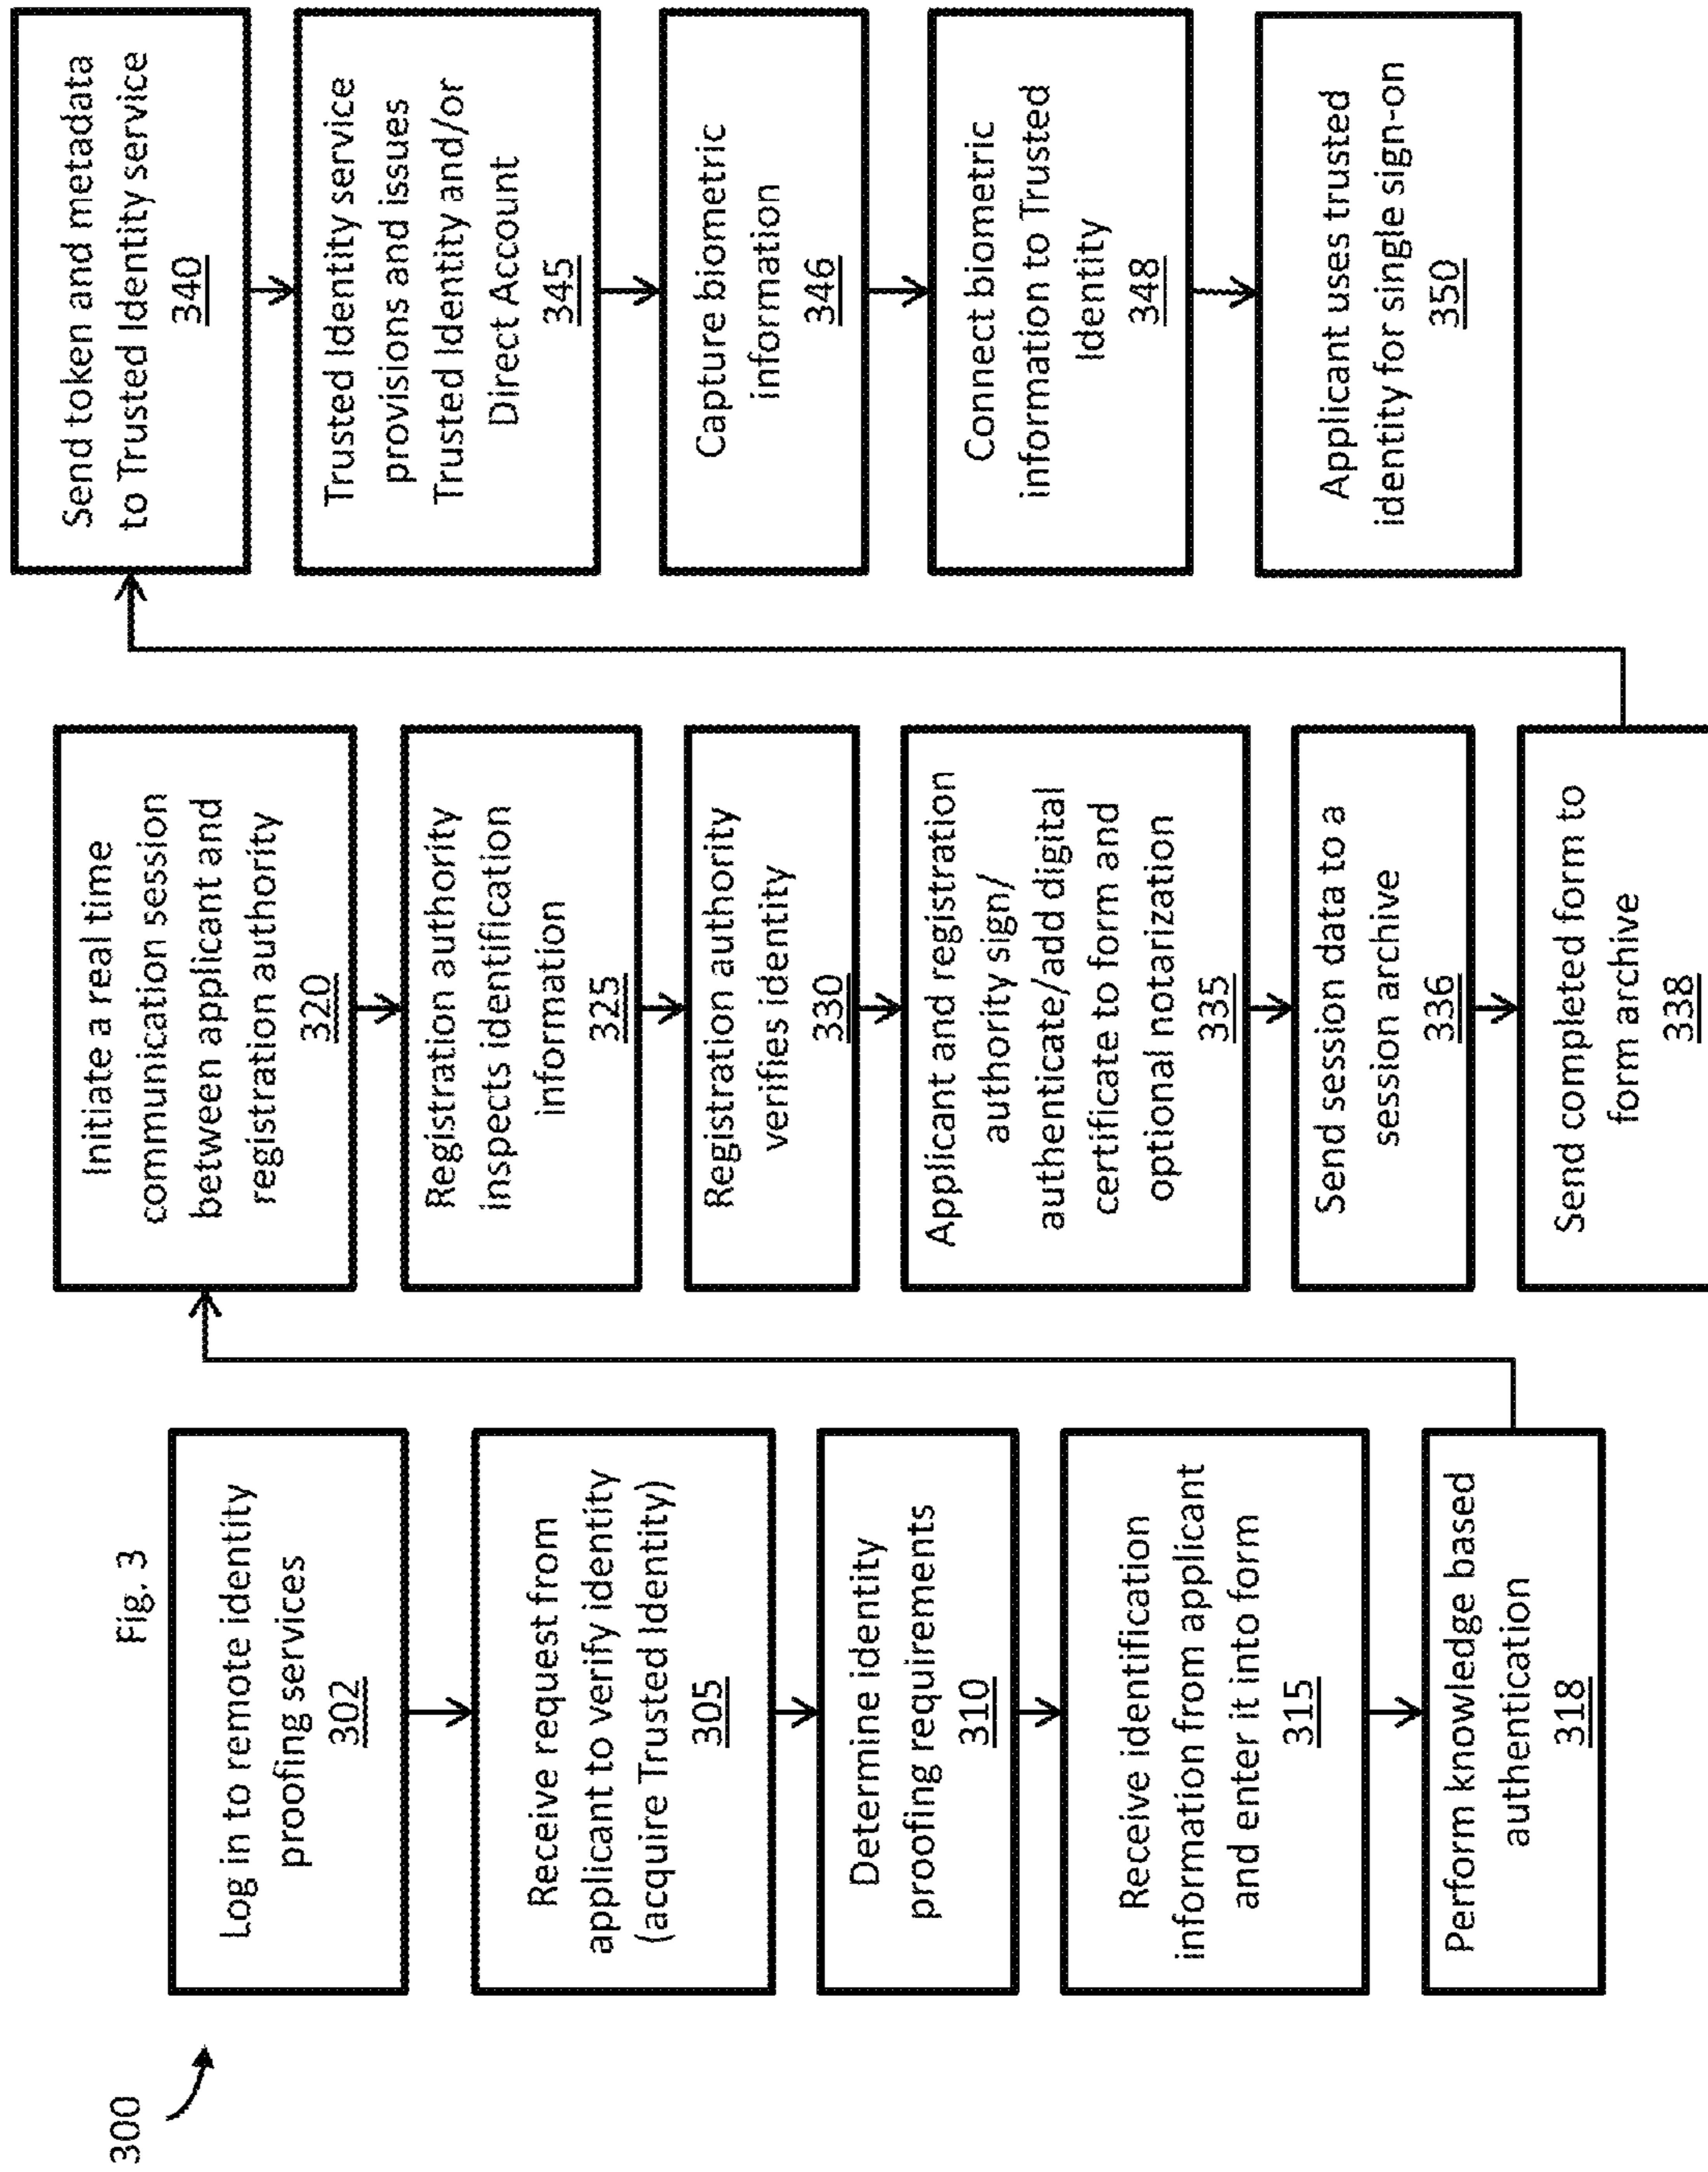 300
Fig. 3
Log in to remote identity
proofing services
302
Receive request from
applicant to verify identity
(acquire Trusted Identity)
305
Determine identity
proofing requirements
310
Receive identification
information from applicant
and enter it into form
315
Perform knowledge based
authentication
318
Initiate a real time
communication session
between applicant and
registration authority
320
Registration authority
inspects identification
information
325
Registration authority
verifies identity
330
Applicant and registration
authority sign/
authenticate/add digital
certificate to form and
optional notarization
335
Send session data to a
session archive
336
Send completed form to
form archive
338
Send token and metadata
to Trusted Identity service
340
Trusted Identity service
provisions and issues
Trusted Identity and/or
Direct Account
345
Capture biometric
information
346
Connect biometric
information to Trusted
Identity
348
Applicant uses trusted
identity for single sign-on
350